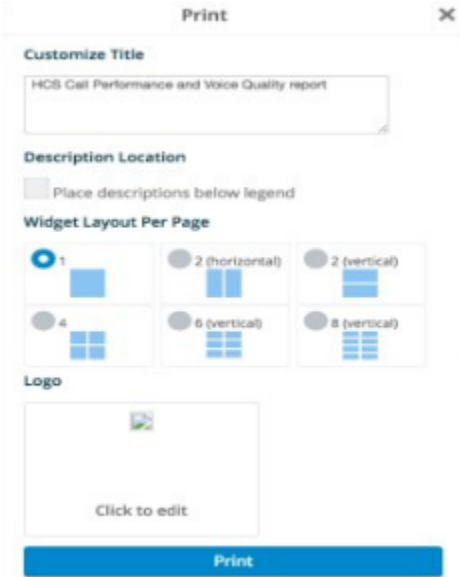 Print
Customize Title
HCS Call Performance and Voice Quality report
Description Location
Place descriptions below legend
Widget Layout Per Page
1
2 (horizontal)
2 (vertical)
4
6 (vertical)
8 (vertical)
Logo
Click to edit
Print